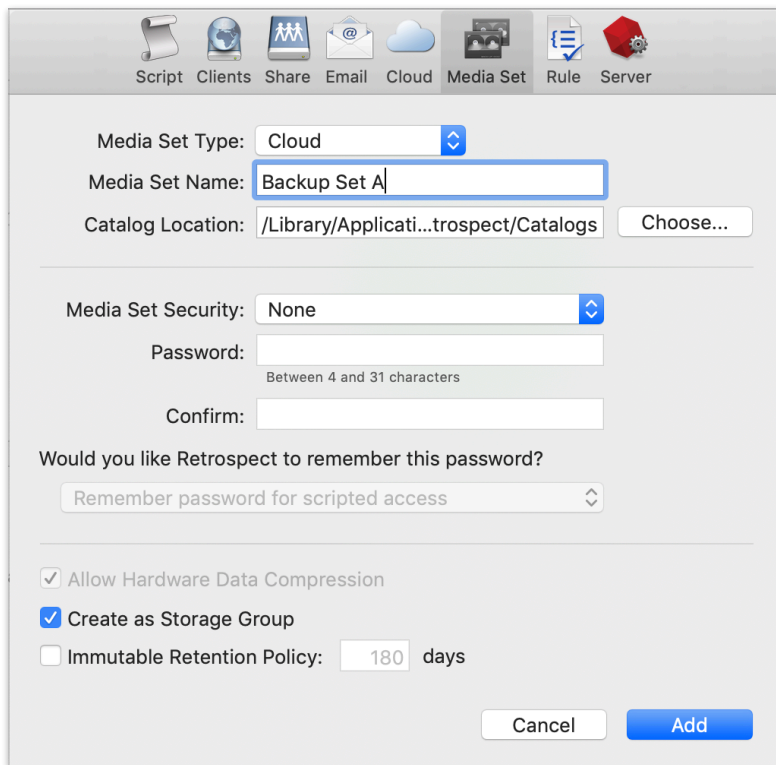 Script Clients Share Email Cloud Media Set Rule Server
Media Set Type: Cloud
Media Set Name: Backup Set A
Catalog Location: /Library/Applicati...trospect/Catalogs Choose...
Media Set Security: None
Password:
Between 4 and 31 characters
Confirm:
Would you like Retrospect to remember this password?
Remember password for scripted access
Allow Hardware Data Compression
Create as Storage Group
Immutable Retention Policy: 180 days
Cancel Add